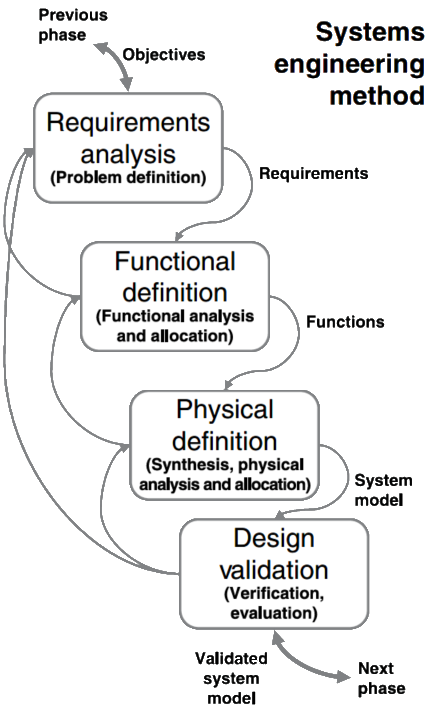 Previous
phase
Objectives
Systems
engineering
method
Requirements
analysis
(Problem definition)
Requirements
Functional
definition
(Functional analysis
and allocation)
Functions
Physical
definition
(Synthesis, physical
analysis and allocation)
System
model
Design
validation
(Verification,
evaluation)
Validated
system
model
Next
phase